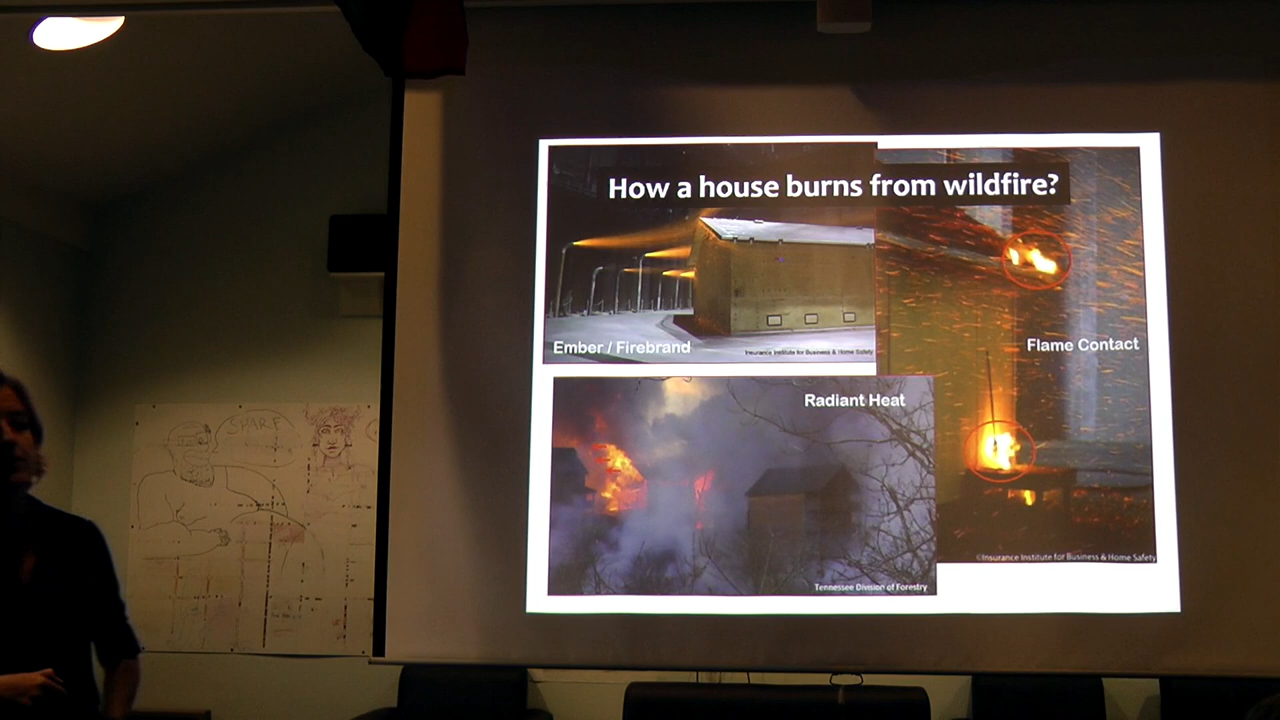 How a house burns from wildfire?
Ember / Firebrand
Insurance Institute for Business & Home Safety
Flame Contact
Radiant Heat
©Insurance Institute for Business & Home Safety
Tennessee Division of Forestry
SHARE